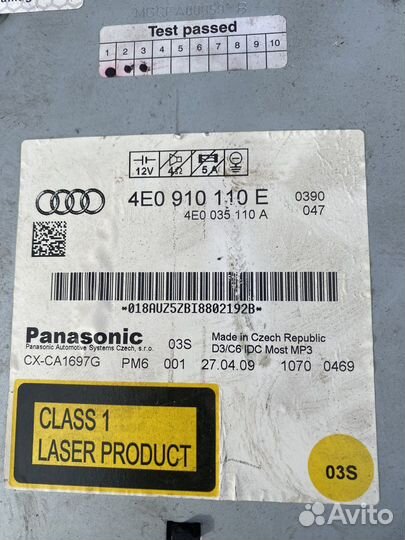 Test passed
1 2 3 4 5 6 7 8 9 10
12V 4Ω 5A
4E0 910 110 E 0390
4E0 035 110 A 047
*018AUZ5ZBI8802192B*
Panasonic 03S Made in Czech Republic
Panasonic Automotive Systems Czech, s.r.o. D3/C6 IDC Most MP3
CX-CA1697G PM6 001 27.04.09 1070 0469
CLASS 1
LASER PRODUCT
03S
Avito